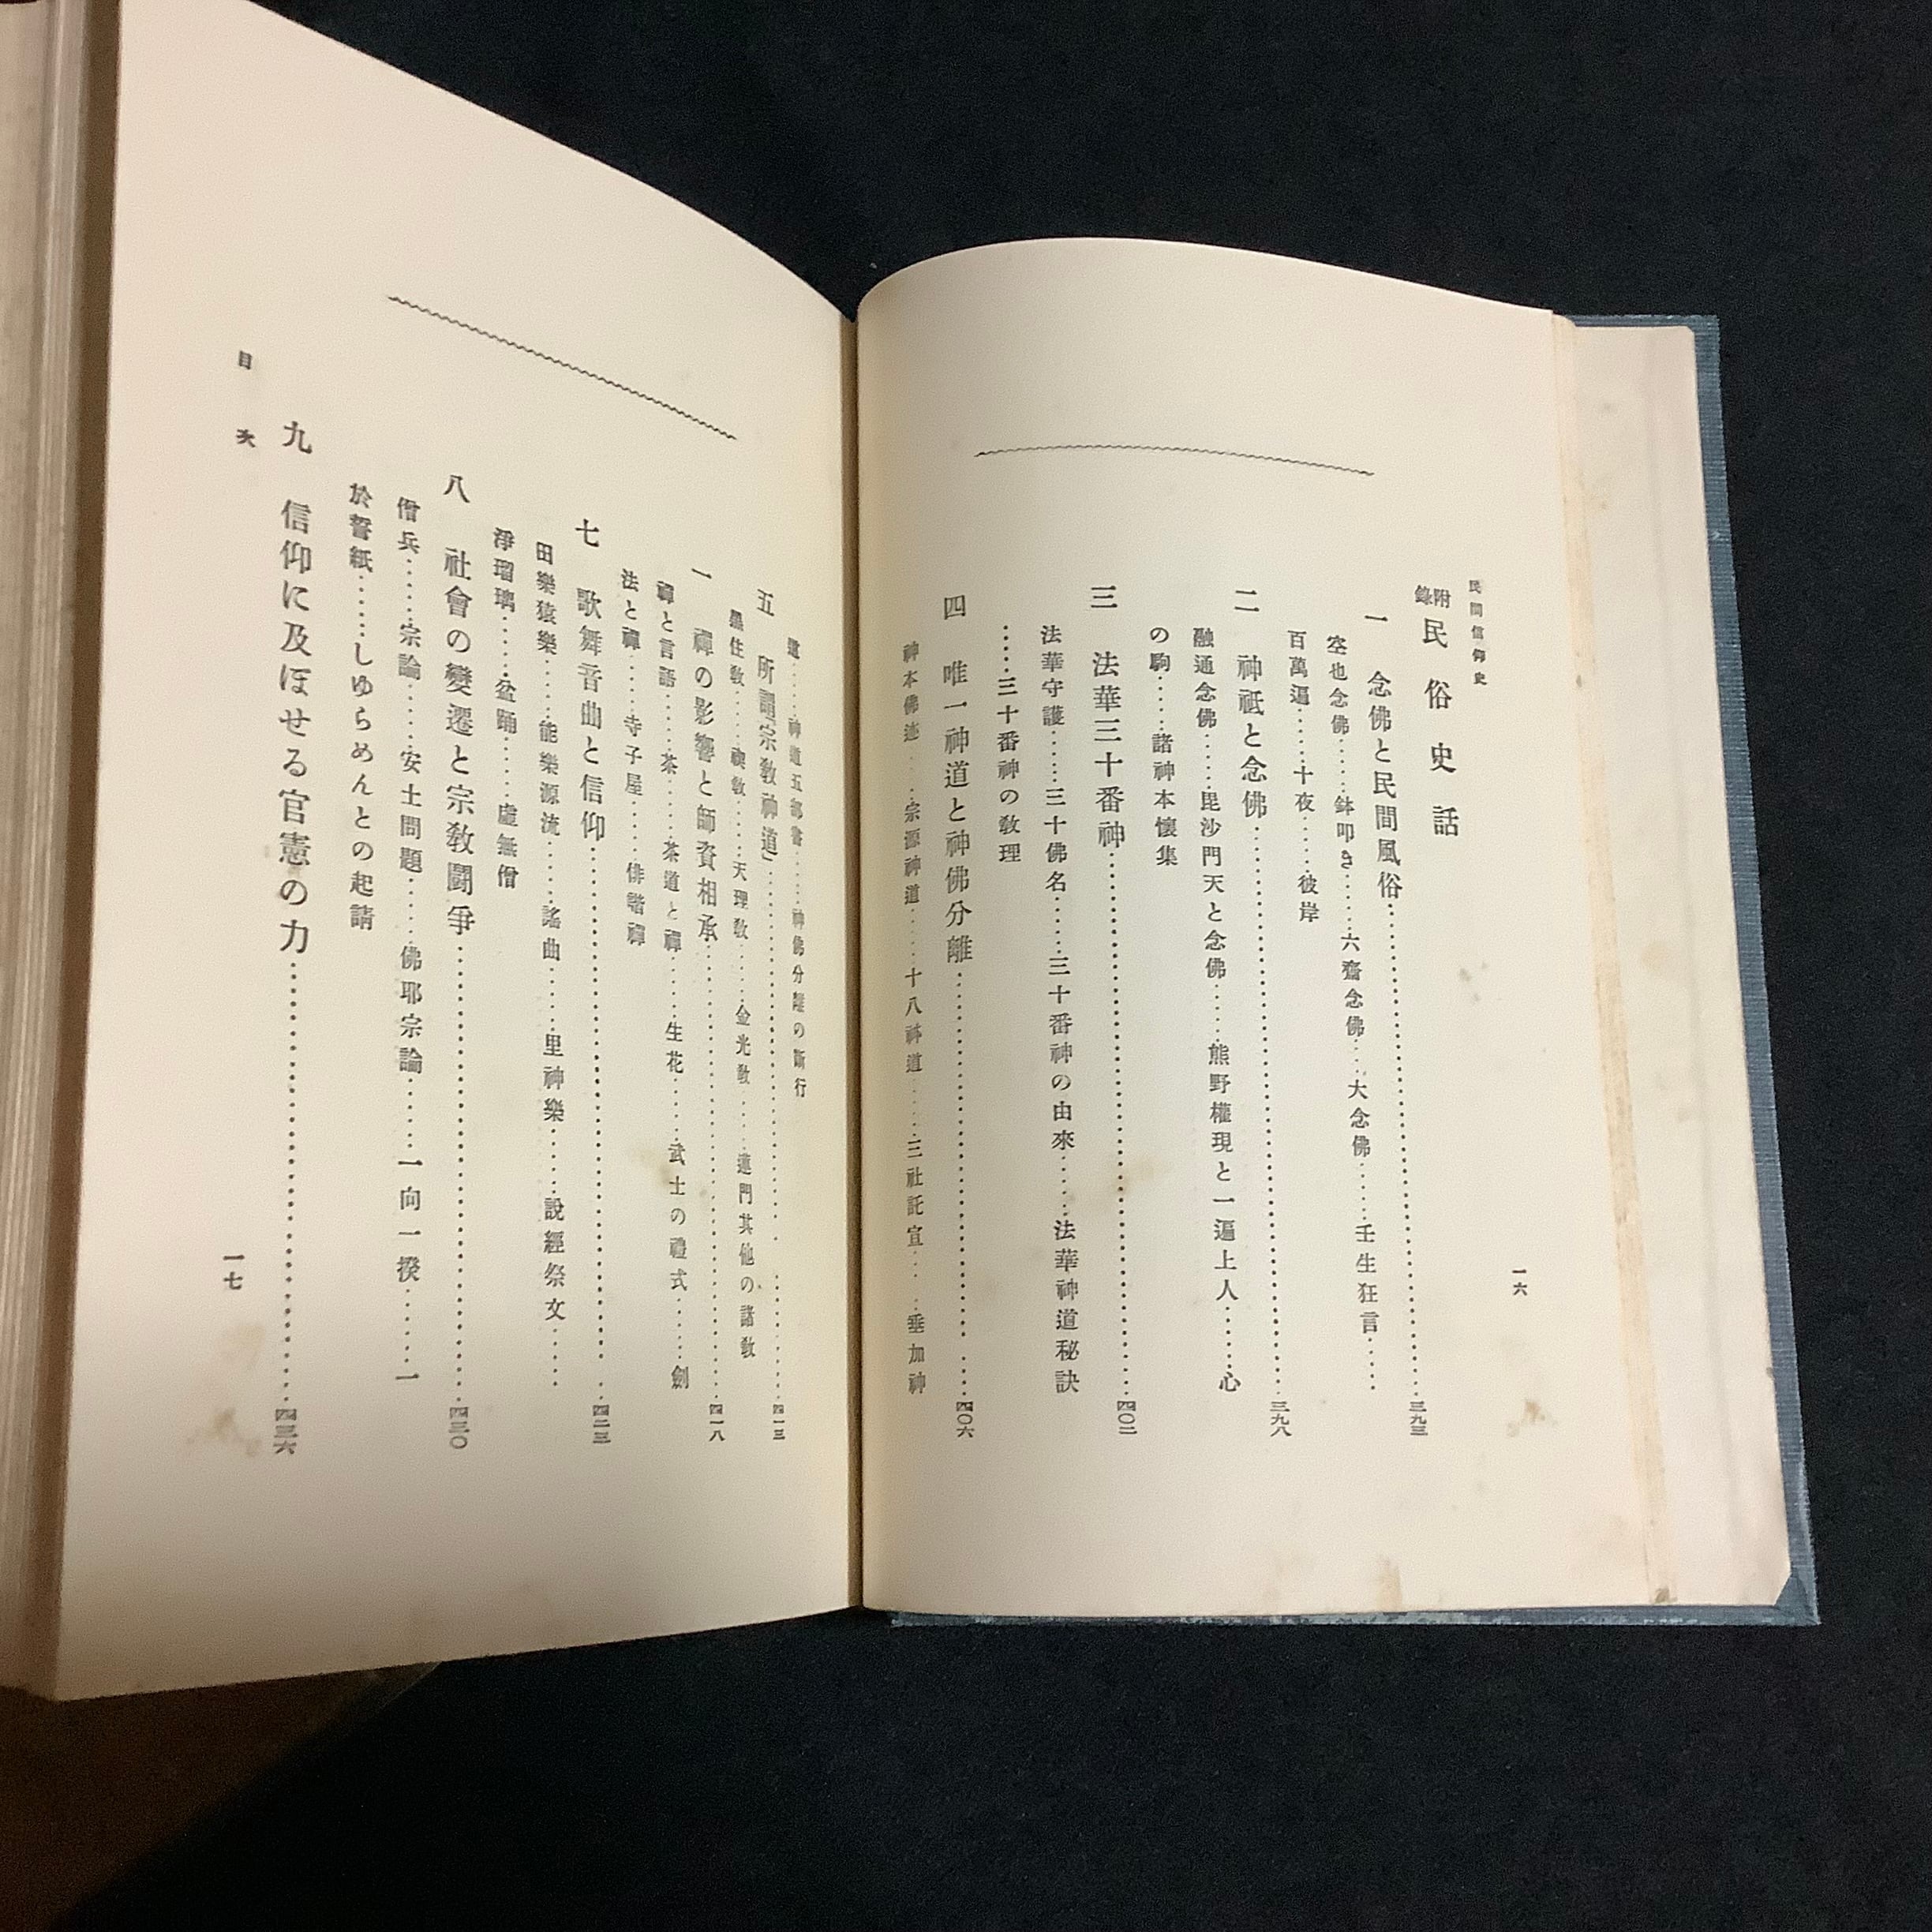 民間信仰史
一六
附錄 民俗史話
一 念佛と民間風俗……三九三
空也念佛……鉢叩き……六齋念佛……大念佛……壬生狂言……
百萬遍……十夜……彼岸
二 神祇と念佛……三九八
融通念佛……毘沙門天と念佛……熊野權現と一遍上人……心
の駒……諸神本懷集
三 法華三十番神……四〇二
法華守護……三十佛名……三十番神の由來……法華神道秘訣
……三十番神の敎理
四 唯一神道と神佛分離……四〇六
神本佛迹……宗源神道……十八神道……三社託宣……垂加神
道……神道五部書……神佛分離の斷行
五 所謂「宗敎神道」……四一三
黒住敎……禊敎……天理敎……金光敎……蓮門其他の諸敎
一 禪の影響と師資相承……四一八
禪と言語……茶……茶道と禪……生花……武士の禮式……劍
法と禪……寺子屋……俳諧禪
七 歌舞音曲と信仰……四二三
田樂猿樂……能樂源流……謠曲……里神樂……說經祭文……
淨瑠璃……盆踊……虛無僧
八 社會の變遷と宗敎鬪爭……四三〇
僧兵……宗論……安土問題……佛耶宗論……一向一揆……一
於誓紙……しゆらめんとの起請
九 信仰に及ぼせる官憲の力……四三六
目次
一七